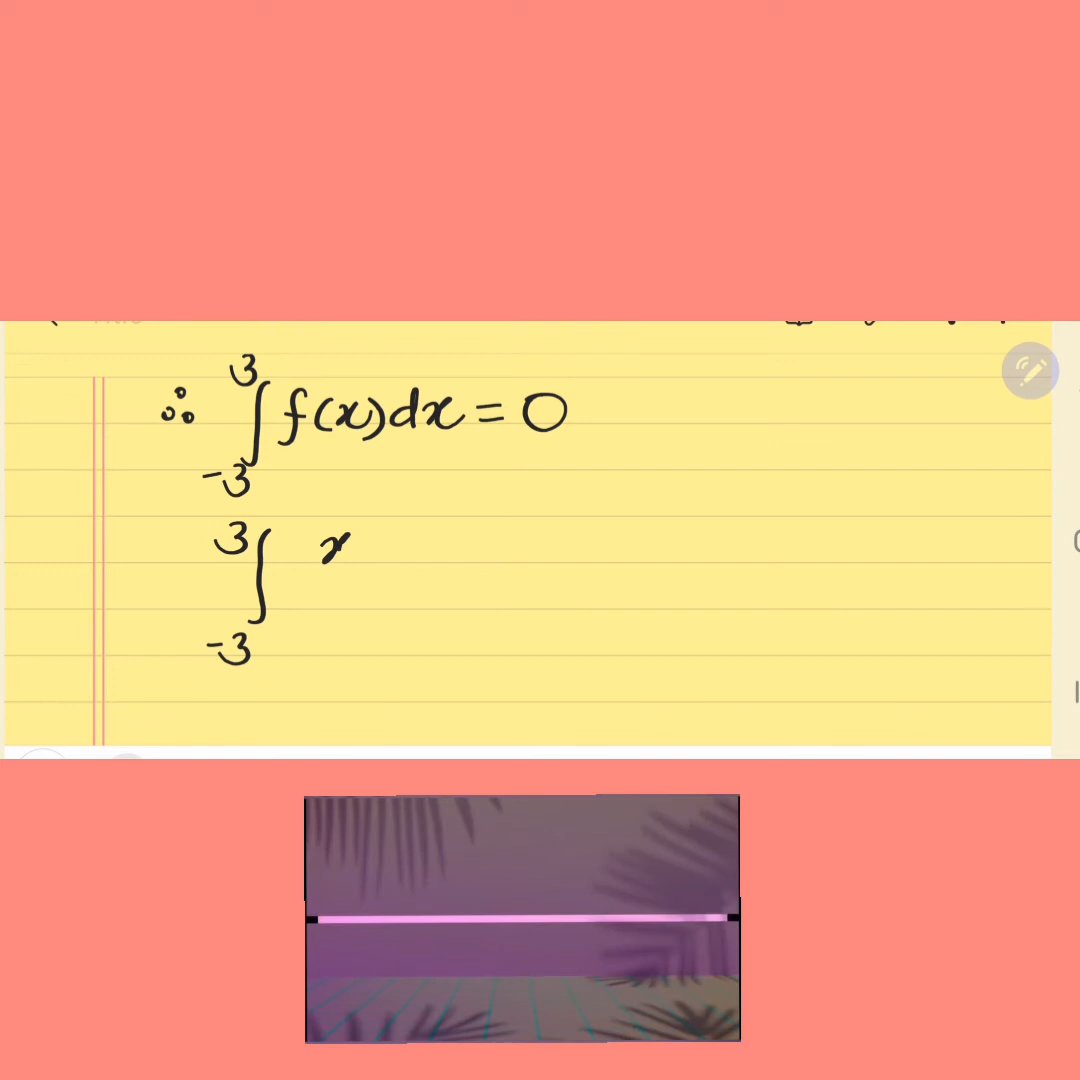 ∴ ∫_{-3}^{3} f(x)dx = 0
∫_{-3}^{3} x